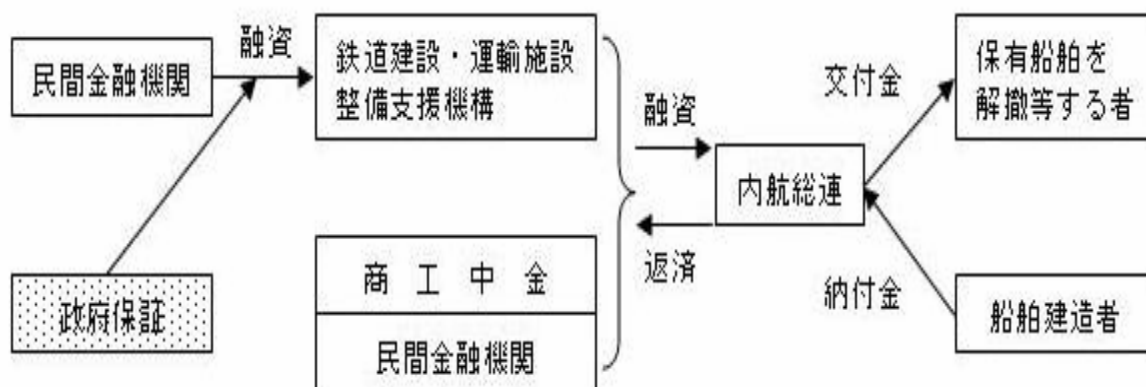 民間金融機関
融資
鉄道建設・運輸施設
整備支援機構
政府保証
商工中金
民間金融機関
融資
返済
内航総連
交付金
納付金
保有船舶を
解撤等する者
船舶建造者